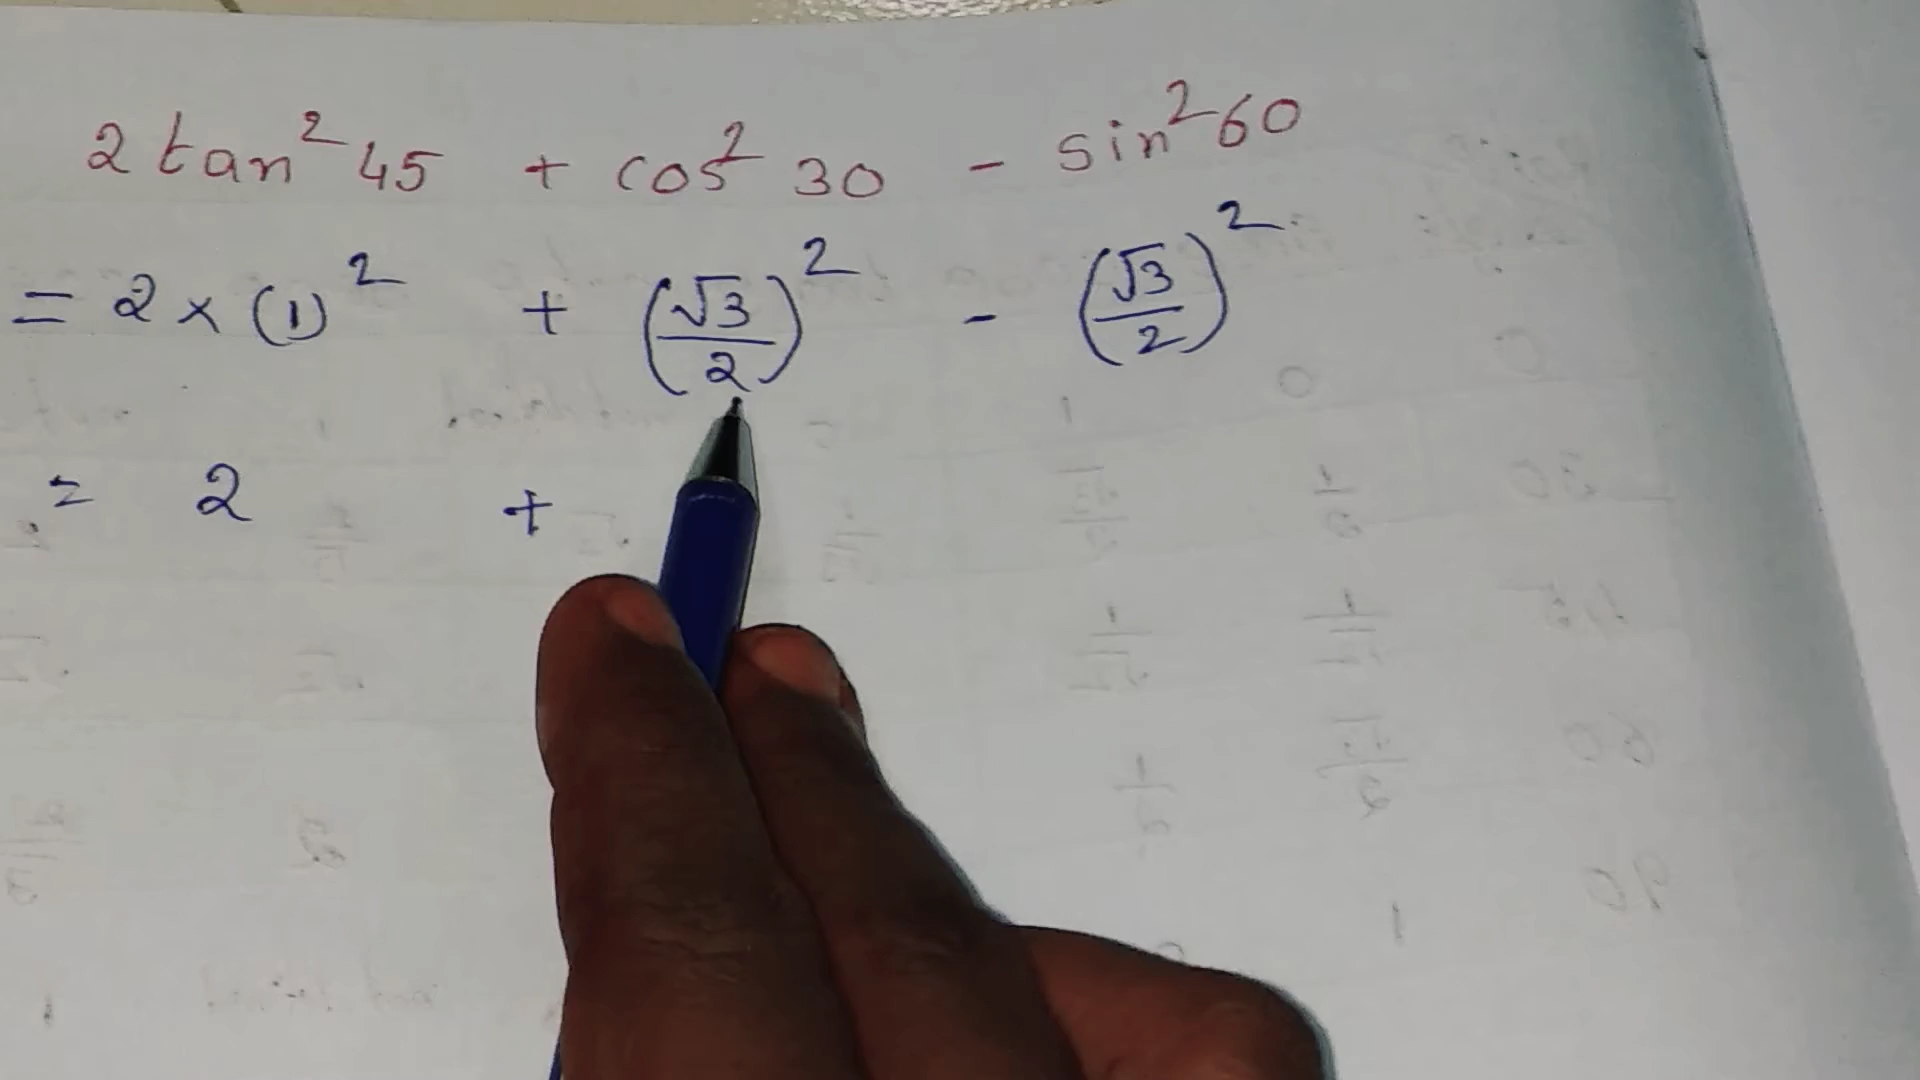 2 tan² 45 + cos² 30 - sin² 60
= 2 × (1)² + (√3/2)² - (√3/2)²
= 2 +